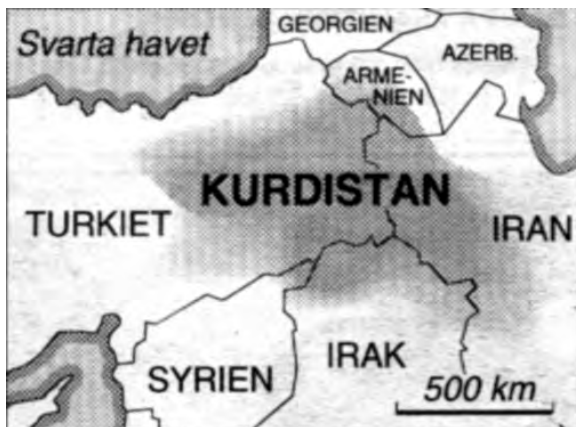 GEORGIEN
Svarta havet
AZERB.
ARME-
NIEN
KURDISTAN
TURKIET
IRAN
SYRIEN
IRAK
500 km